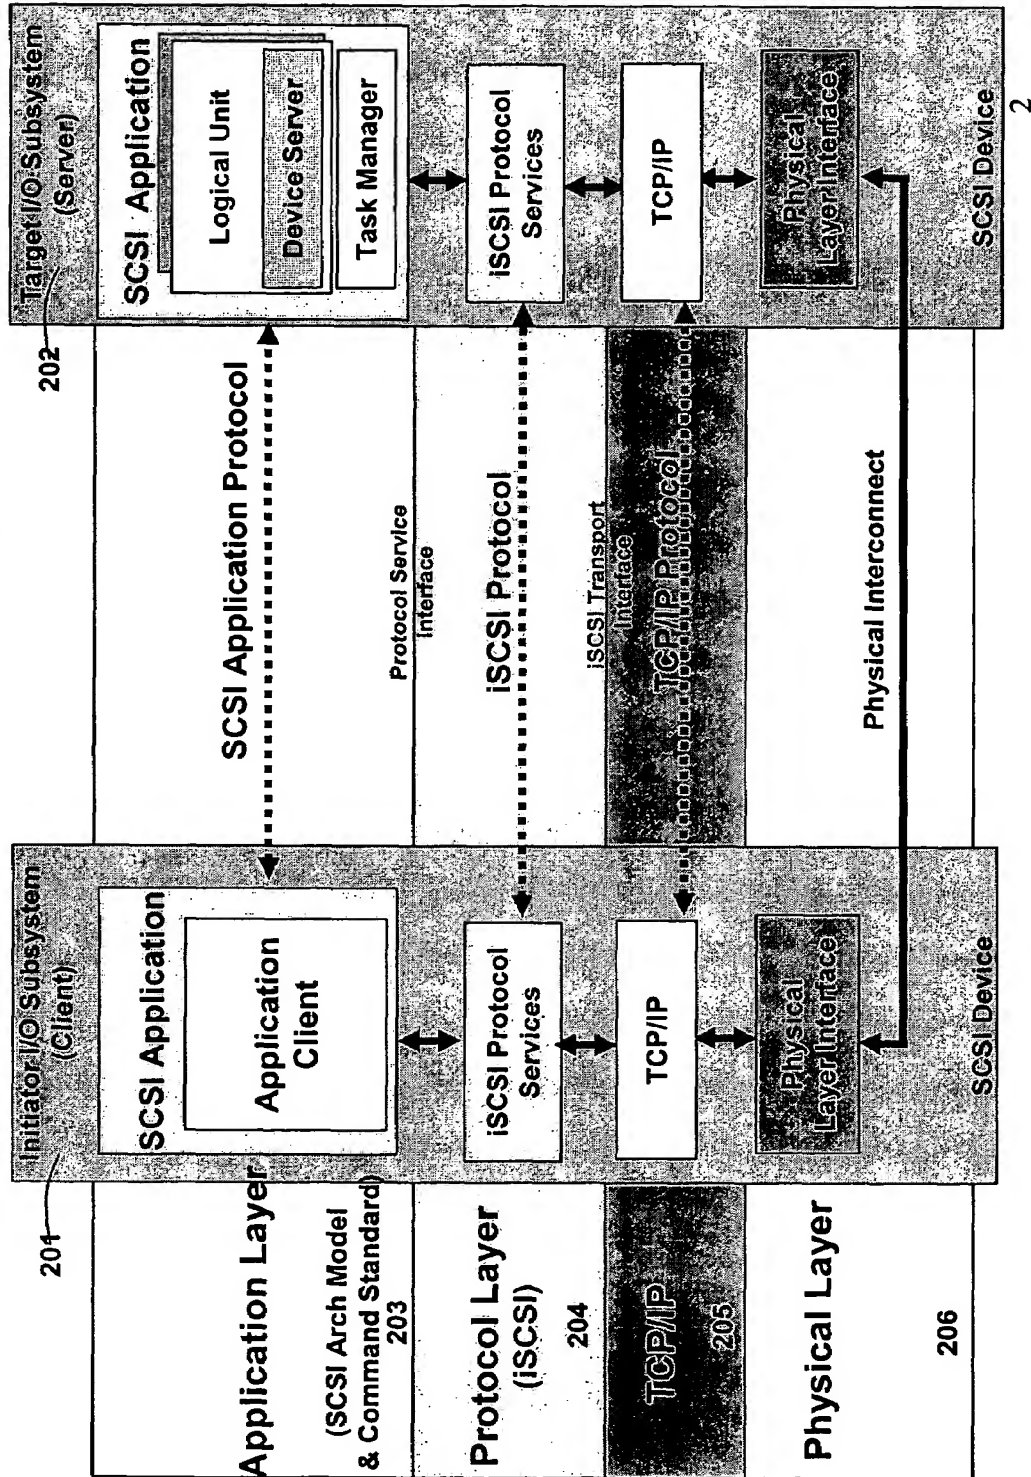 201
Initiator I/O Subsystem
(Client)
202
Target I/O Subsystem
(Server)
Application Layer
(SCSI Arch Model
& Command Standard)
203
SCSI Application
Application
Client
SCSI Application Protocol
SCSI Application
Logical Unit
Device Server
Task Manager
Protocol Service
Interface
Protocol Layer
(iSCSI)
204
iSCSI Protocol
Services
iSCSI Protocol
iSCSI Protocol
Services
iSCSI Transport
Interface
TCP/IP
205
TCP/IP
TCP/IP Protocol
TCP/IP
Physical Layer
206
Physical
Layer Interface
Physical Interconnect
Physical
Layer Interface
SCSI Device
SCSI Device
2